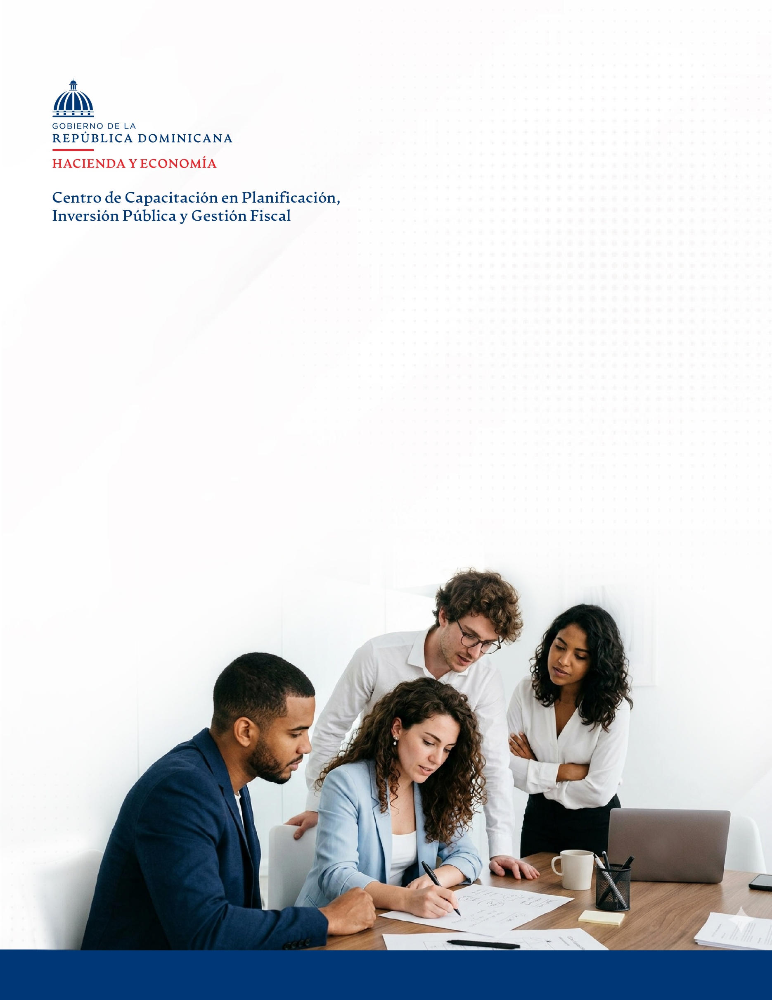 GOBIERNO DE LA
REPÚBLICA DOMINICANA
HACIENDA Y ECONOMÍA
Centro de Capacitación en Planificación,
Inversión Pública y Gestión Fiscal